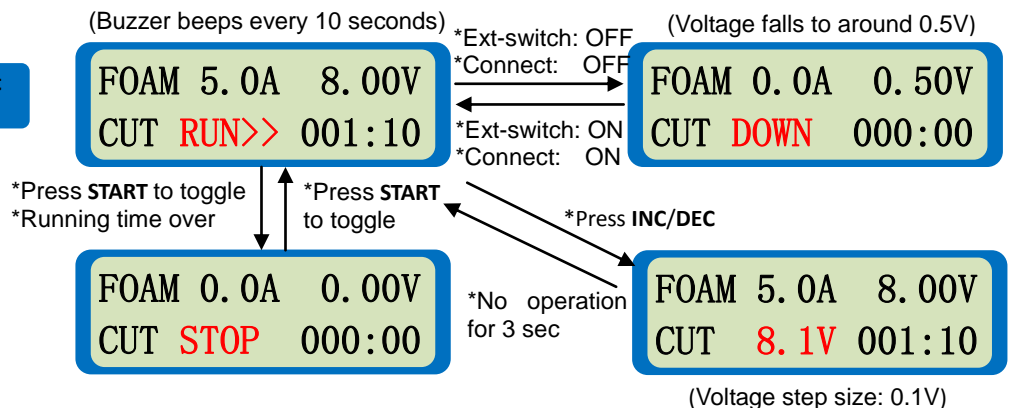 (Buzzer beeps every 10 seconds)
FOAM 5.0A 8.00V
CUT RUN>> 001:10
*Ext-switch: OFF
*Connect: OFF
*Ext-switch: ON
*Connect: ON
(Voltage falls to around 0.5V)
FOAM 0.0A 0.50V
CUT DOWN 000:00
*Press START to toggle
*Running time over
*Press START
to toggle
*Press INC/DEC
*No operation
for 3 sec
FOAM 0.0A 0.00V
CUT STOP 000:00
FOAM 5.0A 8.00V
CUT 8.1V 001:10
(Voltage step size: 0.1V)